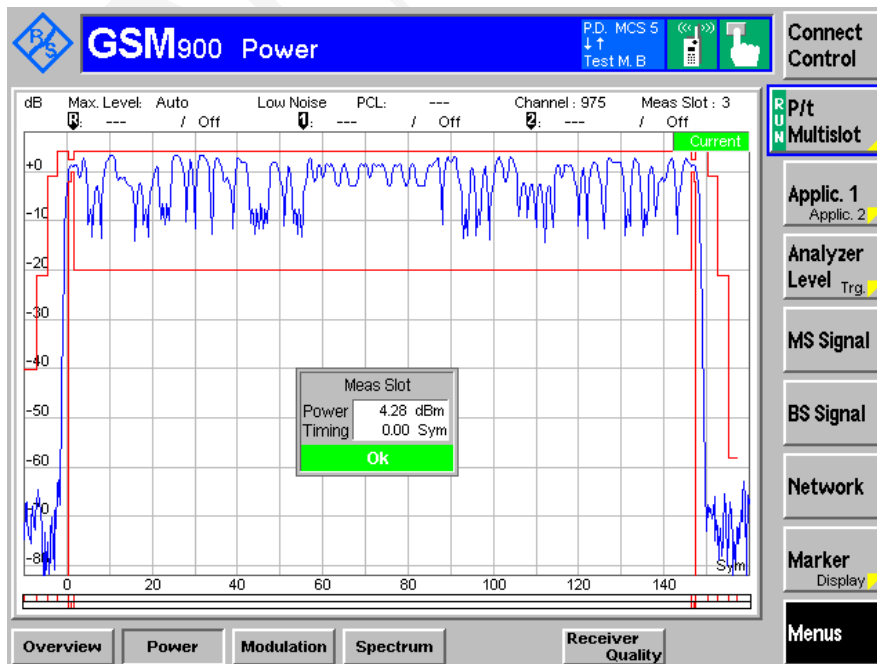 R&S
GSM900 Power
P.D. MCS 5
Test M. B
Connect Control
dB Max. Level: Auto Low Noise PCL: --- Channel : 975 Meas Slot : 3
R: --- / Off 1: --- / Off 2: --- / Off
Current
RUN
P/t Multislot
Applic. 1
Applic. 2
Analyzer Level Trg.
MS Signal
BS Signal
Network
Marker
Display
Menus
+0
-10
-20
-30
-40
-50
-60
-70
-80
Meas Slot
Power 4.28 dBm
Timing 0.00 Sym
Ok
Sym
0 20 40 60 80 100 120 140
Overview Power Modulation Spectrum Receiver Quality